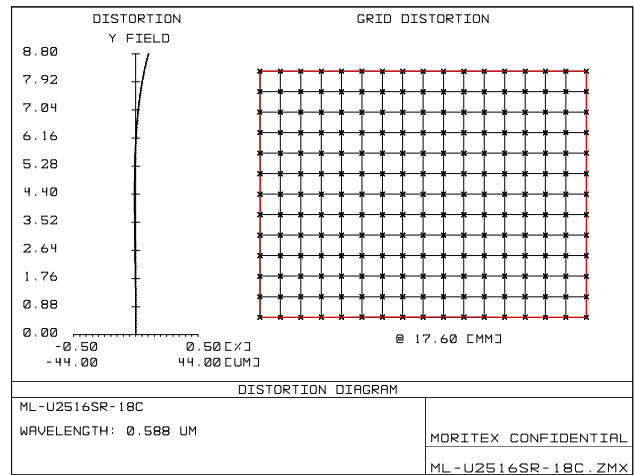 DISTORTION
Y FIELD
GRID DISTORTION
8.80
7.92
7.04
6.16
5.28
4.40
3.52
2.64
1.76
0.88
0.00
-0.50 0.50[%]
-44.00 44.00[UM]
@ 17.60 [MM]
DISTORTION DIAGRAM
ML-U2516SR-18C
WAVELENGTH: 0.588 UM
MORITEX CONFIDENTIAL
ML-U2516SR-18C.ZMX